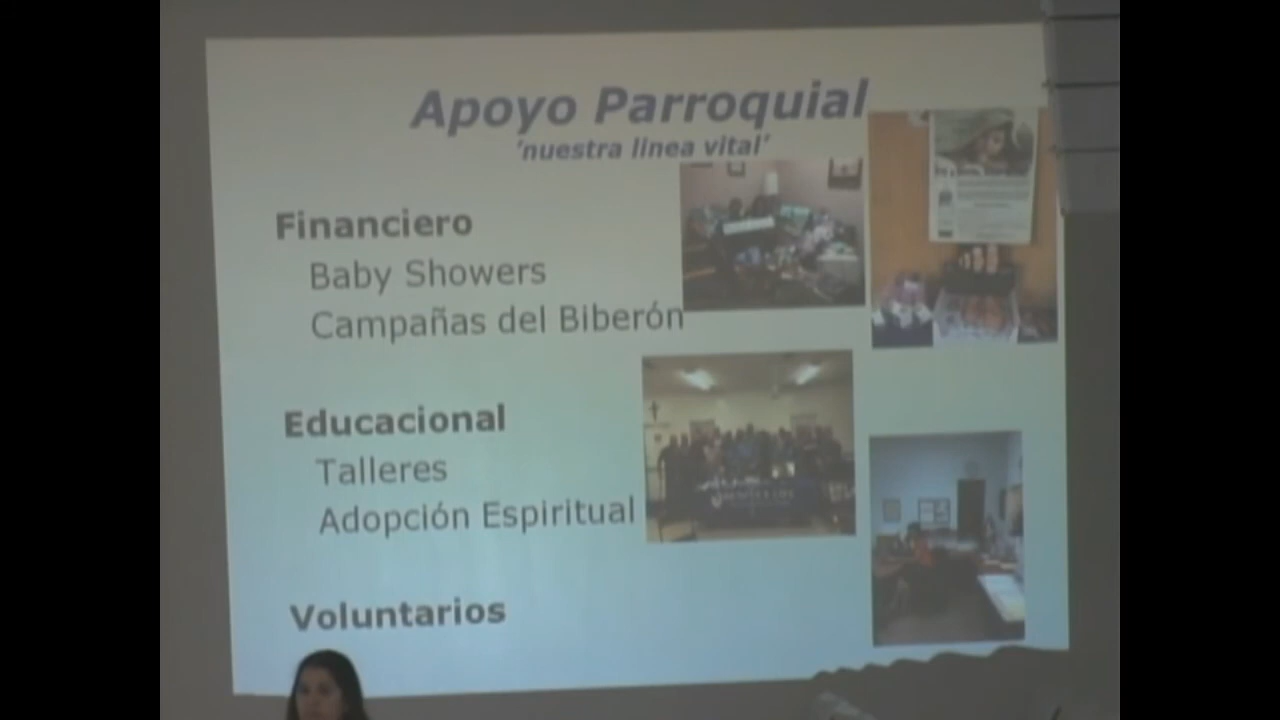 Apoyo Parroquial
'nuestra linea vital'
Financiero
Baby Showers
Campañas del Biberón
Educacional
Talleres
Adopción Espiritual
Voluntarios